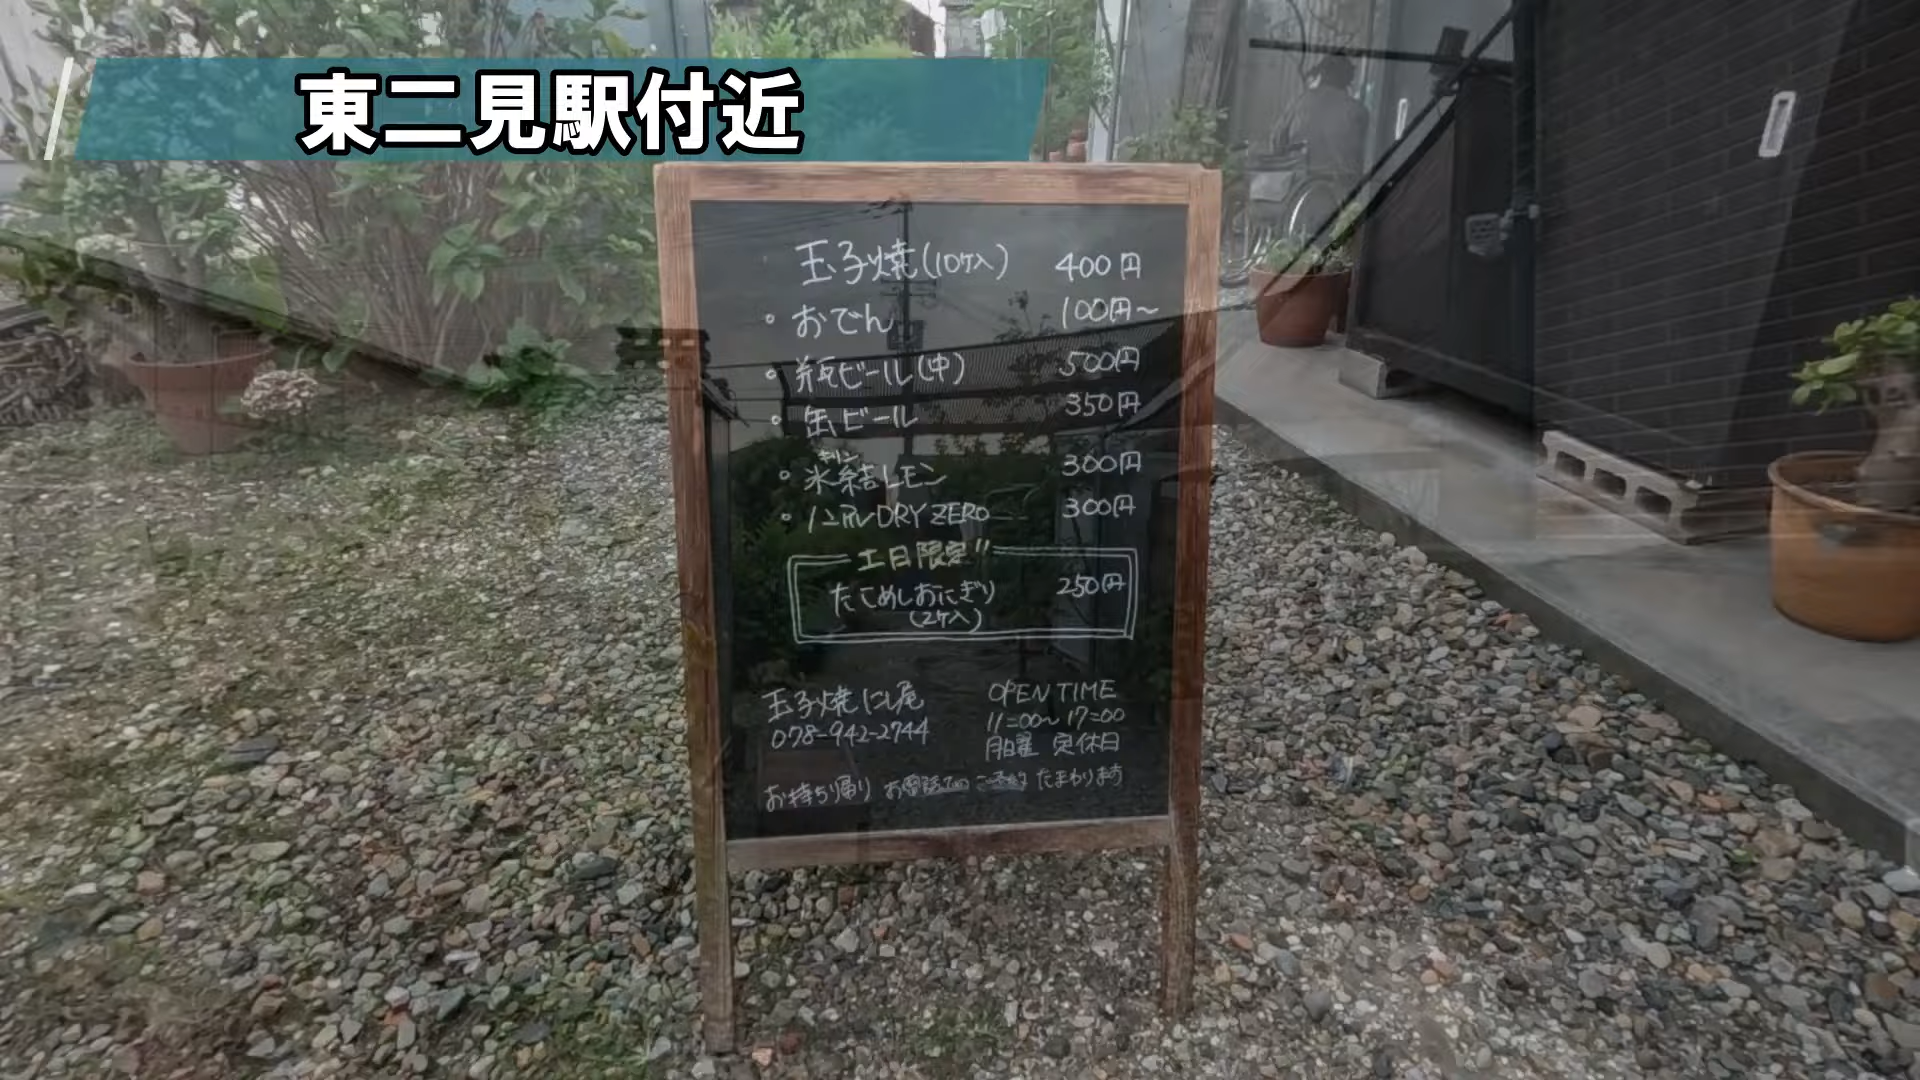 東二見駅付近
玉子焼(10ケ入) 400円
・おでん 100円〜
・瓶ビール(中) 500円
・缶ビール 350円
キリン
・氷結レモン 300円
・ノンアルDRY ZERO 300円
土日限定!!
たこめしおにぎり 250円
(2ケ入)
玉子焼 にし尾
078-942-2744
OPEN TIME
11:00〜17:00
月曜 定休日
お持ち帰り お電話での ご予約 たまわります